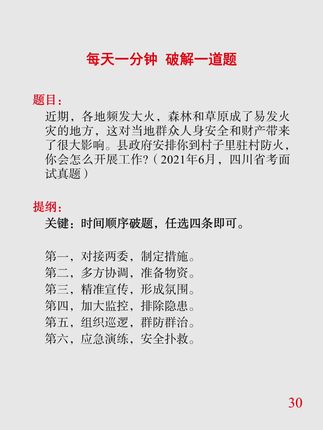 每天一分钟 破解一道题
题目：
近期，各地频发大火，森林和草原成了易发火
灾的地方，这对当地群众人身安全和财产带来
了很大影响。县政府安排你到村子里驻村防火，
你会怎么开展工作？（2021年6月，四川省考面
试真题）
提纲：
关键：时间顺序破题，任选四条即可。
第一，对接两委，制定措施。
第二，多方协调，准备物资。
第三，精准宣传，形成氛围。
第四，加大监控，排除隐患。
第五，组织巡逻，群防群治。
第六，应急演练，安全扑救。
30